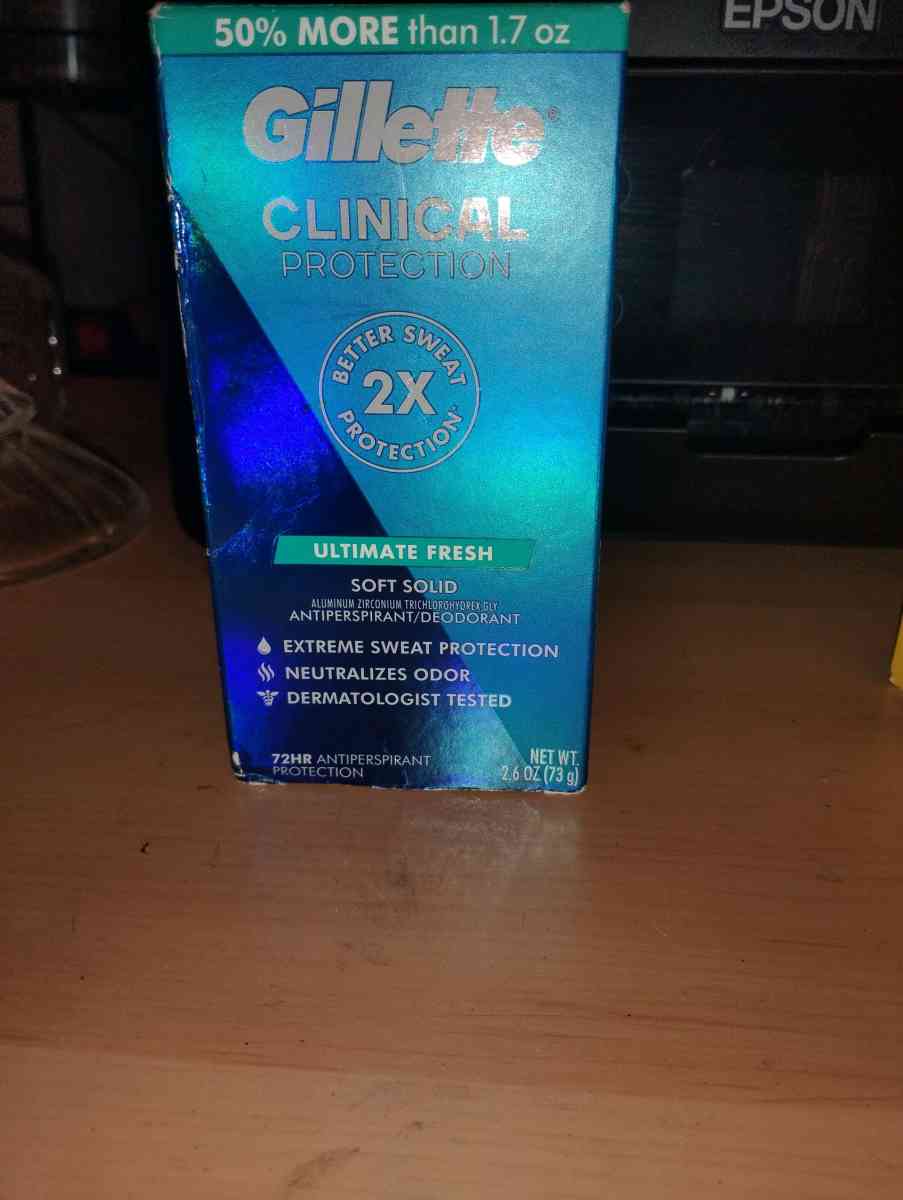 50% MORE than 1.7 oz
EPSON
Gillette®
CLINICAL
PROTECTION
BETTER SWEAT
2X
PROTECTION*
ULTIMATE FRESH
SOFT SOLID
ALUMINUM ZIRCONIUM TRICHLOROHYDREX GLY
ANTIPERSPIRANT/DEODORANT
EXTREME SWEAT PROTECTION
NEUTRALIZES ODOR
DERMATOLOGIST TESTED
72HR ANTIPERSPIRANT
PROTECTION
NET WT.
2.6 OZ (73 g)